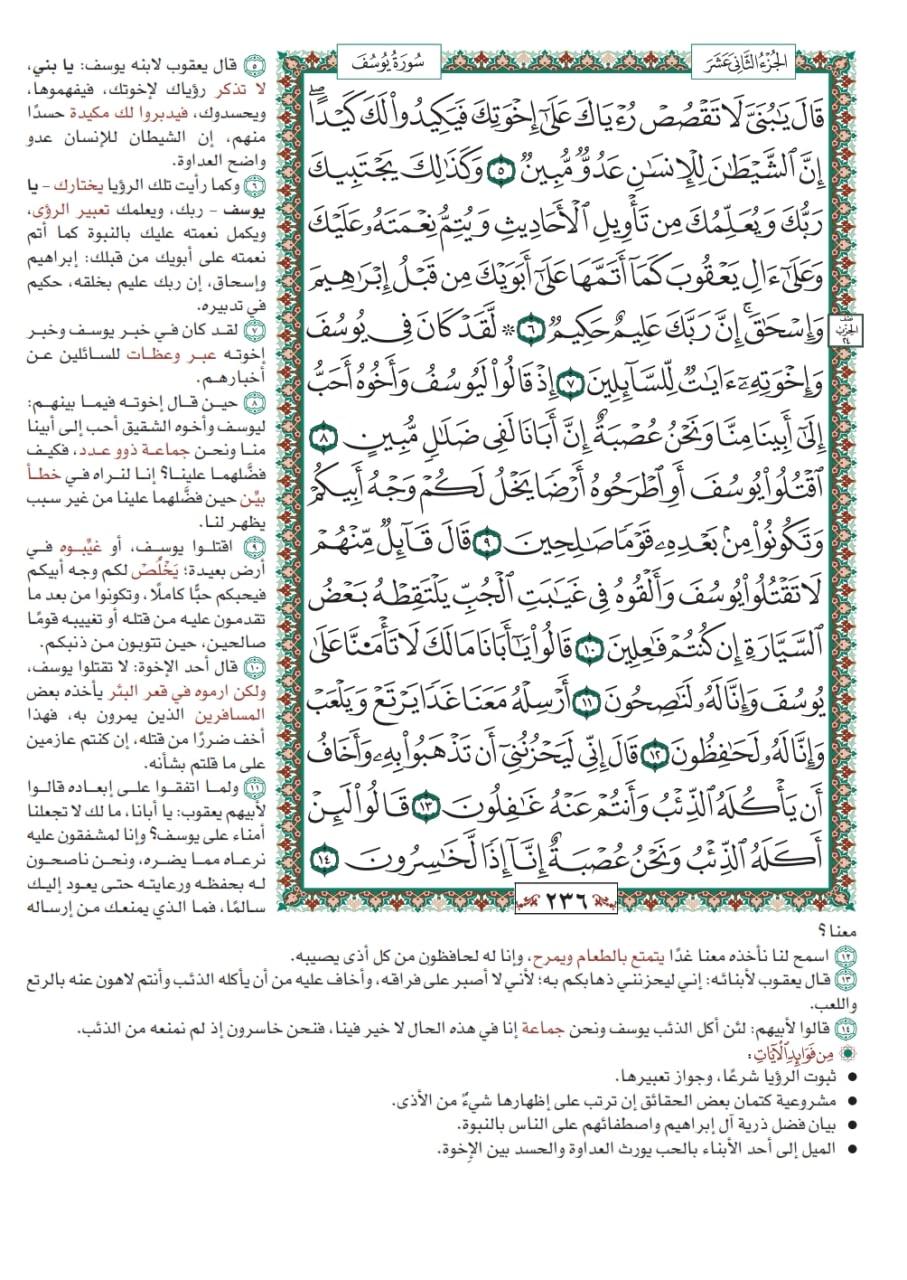 الجُزْءُ الثَّانِي عَشَرَ
سُورَةُ يُوسُفَ
قَالَ يَٰبُنَيَّ لَا تَقۡصُصۡ رُءۡيَاكَ عَلَىٰٓ إِخۡوَتِكَ فَيَكِيدُواْ لَكَ كَيۡدًاۖ
إِنَّ ٱلشَّيۡطَٰنَ لِلۡإِنسَٰنِ عَدُوّٞ مُّبِينٞ ٥ وَكَذَٰلِكَ يَجۡتَبِيكَ
رَبُّكَ وَيُعَلِّمُكَ مِن تَأۡوِيلِ ٱلۡأَحَادِيثِ وَيُتِمُّ نِعۡمَتَهُۥ عَلَيۡكَ
وَعَلَىٰٓ ءَالِ يَعۡقُوبَ كَمَآ أَتَمَّهَا عَلَىٰٓ أَبَوَيۡكَ مِن قَبۡلُ إِبۡرَٰهِيمَ
وَإِسۡحَٰقَۚ إِنَّ رَبَّكَ عَلِيمٌ حَكِيمٞ ٦ ۞ لَّقَدۡ كَانَ فِي يُوسُفَ
وَإِخۡوَتِهِۦٓ ءَايَٰتٞ لِّلسَّآئِلِينَ ٧ إِذۡ قَالُواْ لَيُوسُفُ وَأَخُوهُ أَحَبُّ
إِلَىٰٓ أَبِينَا مِنَّا وَنَحۡنُ عُصۡبَةٌ إِنَّ أَبَانَا لَفِي ضَلَٰلٖ مُّبِينٍ ٨
ٱقۡتُلُواْ يُوسُفَ أَوِ ٱطۡرَحُوهُ أَرۡضٗا يَخۡلُ لَكُمۡ وَجۡهُ أَبِيكُمۡ
وَتَكُونُواْ مِنۢ بَعۡدِهِۦ قَوۡمٗا صَٰلِحِينَ ٩ قَالَ قَآئِلٞ مِّنۡهُمۡ
لَا تَقۡتُلُواْ يُوسُفَ وَأَلۡقُوهُ فِي غَيَٰبَتِ ٱلۡجُبِّ يَلۡتَقِطۡهُ بَعۡضُ
ٱلسَّيَّارَةِ إِن كُنتُمۡ فَٰعِلِينَ ١٠ قَالُواْ يَٰٓأَبَانَا مَالَكَ لَا تَأۡمَ۬نَّا عَلَىٰ
يُوسُفَ وَإِنَّا لَهُۥ لَنَٰصِحُونَ ١١ أَرۡسِلۡهُ مَعَنَا غَدٗا يَرۡتَعۡ وَيَلۡعَبۡ
وَإِنَّا لَهُۥ لَحَٰفِظُونَ ١٢ قَالَ إِنِّي لَيَحۡزُنُنِيٓ أَن تَذۡهَبُواْ بِهِۦ وَأَخَافُ
أَن يَأۡكُلَهُ ٱلذِّئۡبُ وَأَنتُمۡ عَنۡهُ غَٰفِلُونَ ١٣ قَالُواْ لَئِنۡ
أَكَلَهُ ٱلذِّئۡبُ وَنَحۡنُ عُصۡبَةٌ إِنَّآ إِذٗا لَّخَٰسِرُونَ ١٤
٢٣٦
٥ قال يعقوب لابنه يوسف: يا بني،
لا تذكر رؤياك لإخوتك، فيفهموها،
ويحسدوك، فيدبروا لك مكيدة حسدًا
منهم، إن الشيطان للإنسان عدو
واضح العداوة.
٦ وكما رأيت تلك الرؤيا يختارك - يا
يوسف - ربك، ويعلمك تعبير الرؤى،
ويكمل نعمته عليك بالنبوة كما أتم
نعمته على أبويك من قبلك: إبراهيم
وإسحاق، إن ربك عليم بخلقه، حكيم
في تدبيره.
٧ لقد كان في خبر يوسف وخبر
إخوته عبر وعظات للسائلين عن
أخبارهم.
٨ حين قال إخوته فيما بينهم:
ليوسف وأخوه الشقيق أحب إلى أبينا
منا ونحن جماعة ذوو عدد، فكيف
فضَّلهما علينا؟ إنا لنراه في خطأ
بيِّن حين فضَّلهما علينا من غير سبب
يظهر لنا.
٩ اقتلوا يوسف، أو غيِّبوه في
أرض بعيدة؛ يَخْلُصْ لكم وجه أبيكم
فيحبكم حبًّا كاملًا، وتكونوا من بعد ما
تقدمون عليه من قتله أو تغييبه قومًا
صالحين، حين تتوبون من ذنبكم.
١٠ قال أحد الإخوة: لا تقتلوا يوسف،
ولكن ارموه في قعر البئر يأخذه بعض
المسافرين الذين يمرون به، فهذا
أخف ضررًا من قتله، إن كنتم عازمين
على ما قلتم بشأنه.
١١ ولما اتفقوا على إبعاده قالوا
لأبيهم يعقوب: يا أبانا، ما لك لا تجعلنا
أمناء على يوسف؟ وإنا لمشفقون عليه
نرعاه مما يضره، ونحن ناصحون
له بحفظه ورعايته حتى يعود إليك
سالمًا، فما الذي يمنعك من إرساله
معنا؟
١٢ اسمح لنا نأخذه معنا غدًا يتمتع بالطعام ويمرح، وإنا له لحافظون من كل أذى يصيبه.
١٣ قال يعقوب لأبنائه: إني ليحزنني ذهابكم به؛ لأني لا أصبر على فراقه، وأخاف عليه من أن يأكله الذئب وأنتم لاهون عنه بالرتع
واللعب.
١٤ قالوا لأبيهم: لئن أكل الذئب يوسف ونحن جماعة إنا في هذه الحال لا خير فينا، فنحن خاسرون إذ لم نمنعه من الذئب.
مِن فَوَائِدِ الْآيَاتِ:
• ثبوت الرؤيا شرعًا، وجواز تعبيرها.
• مشروعية كتمان بعض الحقائق إن ترتب على إظهارها شيءٌ من الأذى.
• بيان فضل ذرية آل إبراهيم واصطفائهم على الناس بالنبوة.
• الميل إلى أحد الأبناء بالحب يورث العداوة والحسد بين الإخوة.